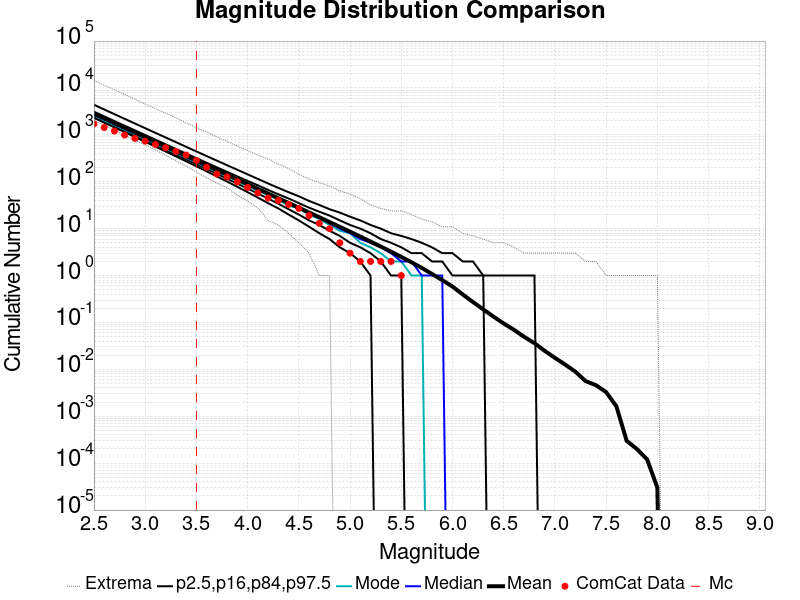 Magnitude Distribution Comparison
10 5
10 4
10 3
10 2
10 1
10 0
10 -1
10 -2
10 -3
10 -4
10 -5
Cumulative Number
2.5 3.0 3.5 4.0 4.5 5.0 5.5 6.0 6.5 7.0 7.5 8.0 8.5 9.0
Magnitude
Extrema p2.5,p16,p84,p97.5 Mode Median Mean ComCat Data Mc